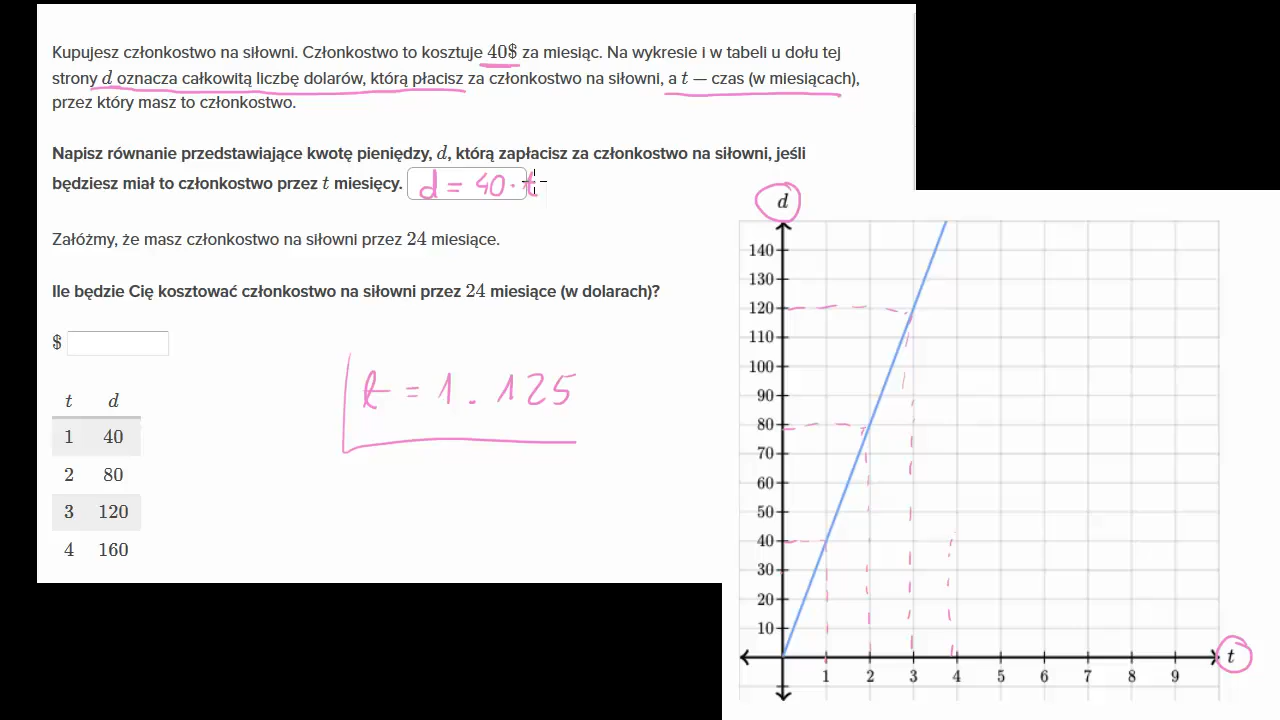 Kupujesz członkostwo na siłowni. Członkostwo to kosztuje 40$ za miesiąc. Na wykresie i w tabeli u dołu tej
strony d oznacza całkowitą liczbę dolarów, którą płacisz za członkostwo na siłowni, a t — czas (w miesiącach),
przez który masz to członkostwo.
Napisz równanie przedstawiające kwotę pieniędzy, d, którą zapłacisz za członkostwo na siłowni, jeśli
będziesz miał to członkostwo przez t miesięcy. d = 40 · t
Załóżmy, że masz członkostwo na siłowni przez 24 miesiące.
Ile będzie Cię kosztować członkostwo na siłowni przez 24 miesiące (w dolarach)?
$
t = 1.125
t d
1 40
2 80
3 120
4 160
d
140
130
120
110
100
90
80
70
60
50
40
30
20
10
t
1 2 3 4 5 6 7 8 9